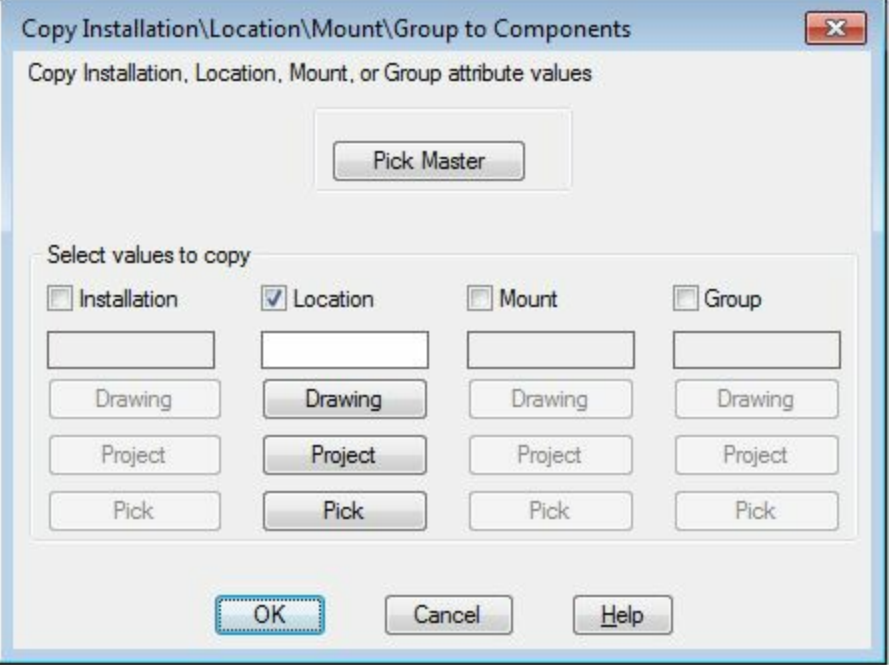 Copy Installation\Location\Mount\Group to Components
Copy Installation, Location, Mount, or Group attribute values
Pick Master
Select values to copy
Installation Location Mount Group
Drawing Drawing Drawing Drawing
Project Project Project Project
Pick Pick Pick Pick
OK Cancel Help